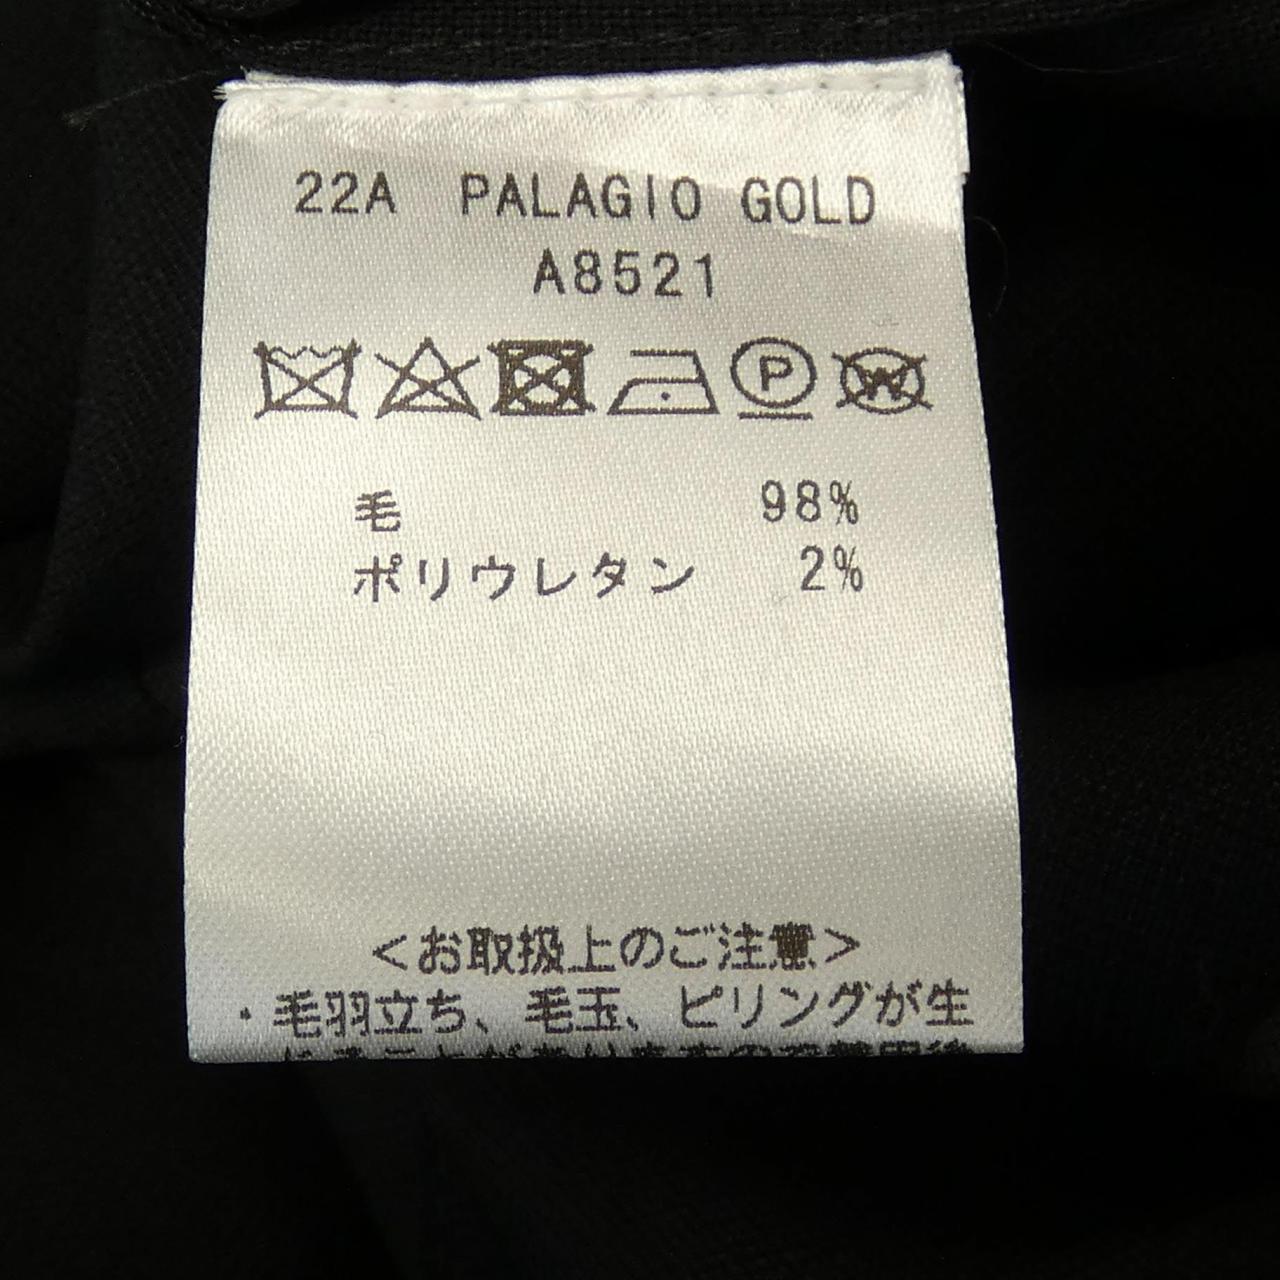 22A PALAGIO GOLD
A8521
P
W
毛 98%
ポリウレタン 2%
<お取扱上のご注意>
・毛羽立ち、毛玉、ピリングが生